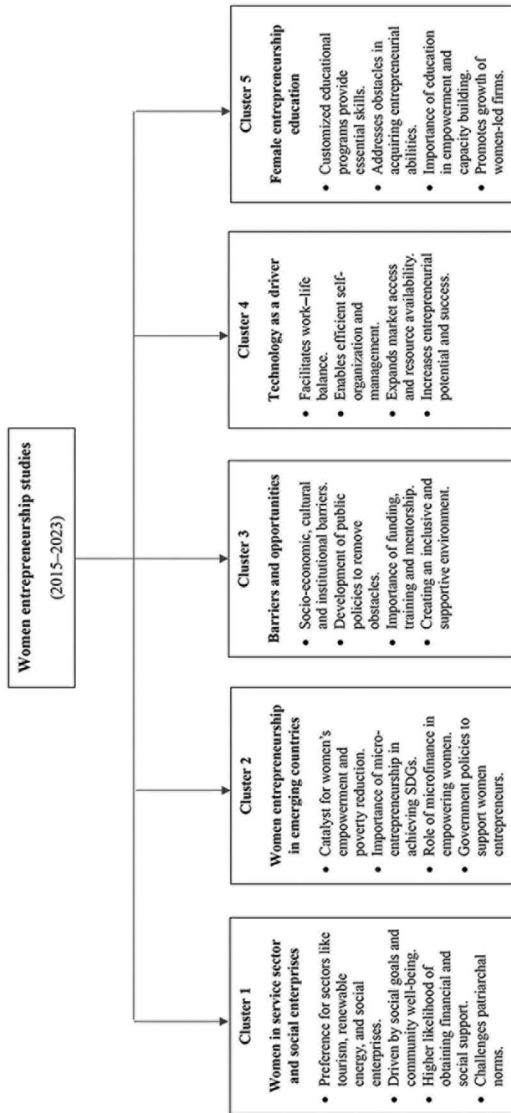 Women entrepreneurship studies
(2015–2023)
Cluster 1
Women in service sector
and social enterprises
• Preference for sectors like
tourism, renewable
energy, and social
enterprises.
• Driven by social goals and
community well-being.
• Higher likelihood of
obtaining financial and
social support.
• Challenges patriarchal
norms.
Cluster 2
Women entrepreneurship
in emerging countries
• Catalyst for women's
empowerment and
poverty reduction.
• Importance of micro-
entrepreneurship in
achieving SDGs.
• Role of microfinance in
empowering women.
• Government policies to
support women
entrepreneurs.
Cluster 3
Barriers and opportunities
• Socio-economic, cultural
and institutional barriers.
• Development of public
policies to remove
obstacles.
• Importance of funding,
training and mentorship.
• Creating an inclusive and
supportive environment.
Cluster 4
Technology as a driver
• Facilitates work–life
balance.
• Enables efficient self-
organization and
management.
• Expands market access
and resource availability.
• Increases entrepreneurial
potential and success.
Cluster 5
Female entrepreneurship
education
• Customized educational
programs provide
essential skills.
• Addresses obstacles in
acquiring entrepreneurial
abilities.
• Importance of education
in empowerment and
capacity building.
• Promotes growth of
women-led firms.